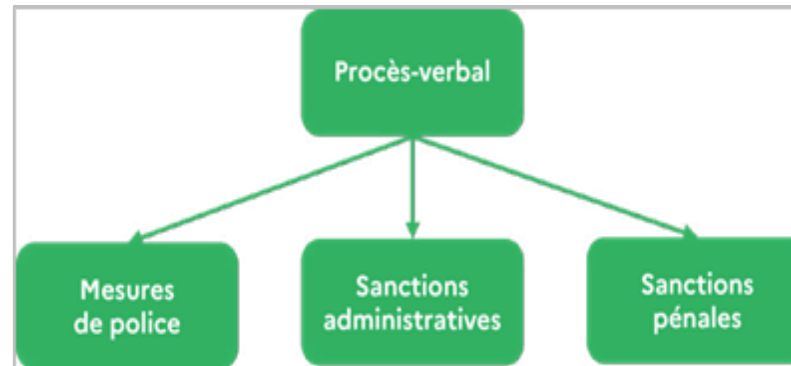 Procès-verbal
Mesures
de police
Sanctions
administratives
Sanctions
pénales